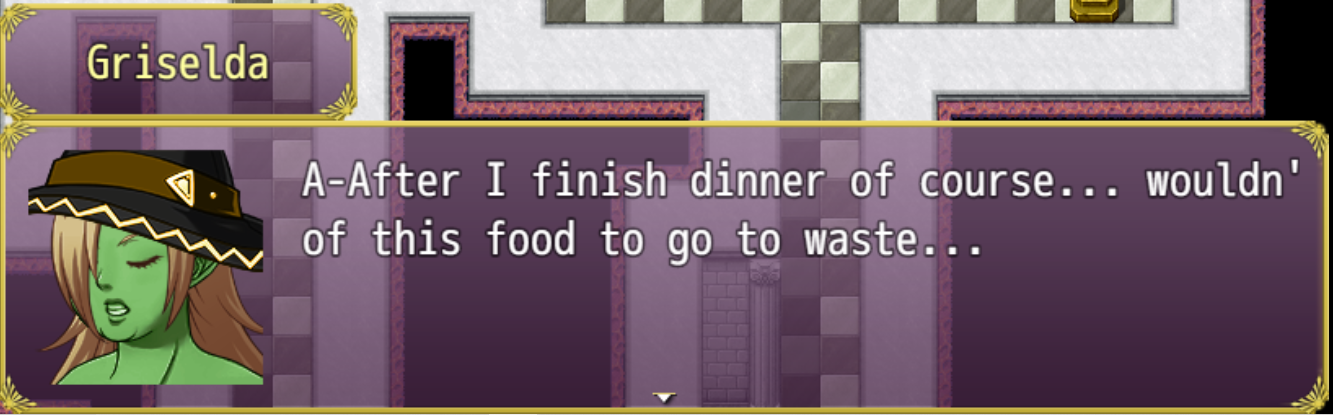 Griselda
A-After I finish dinner of course... wouldn'
of this food to go to waste...